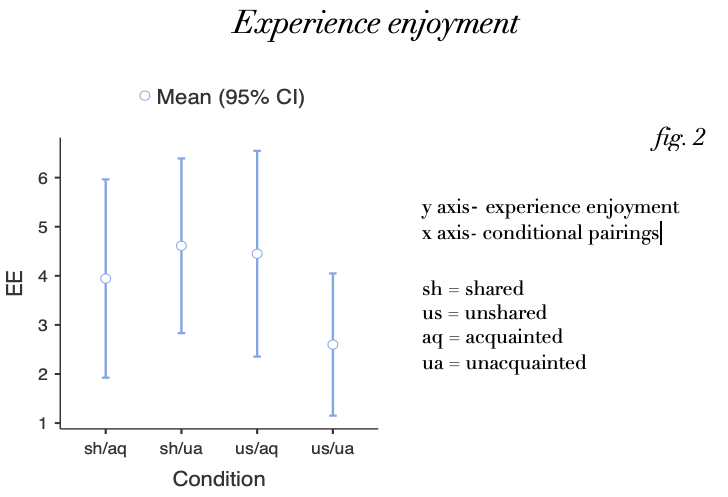 Experience enjoyment
Mean (95% CI)
fig. 2
y axis- experience enjoyment
x axis- conditional pairings
sh = shared
us = unshared
aq = acquainted
ua = unacquainted
EE
6
5
4
3
2
1
sh/aq sh/ua us/aq us/ua
Condition